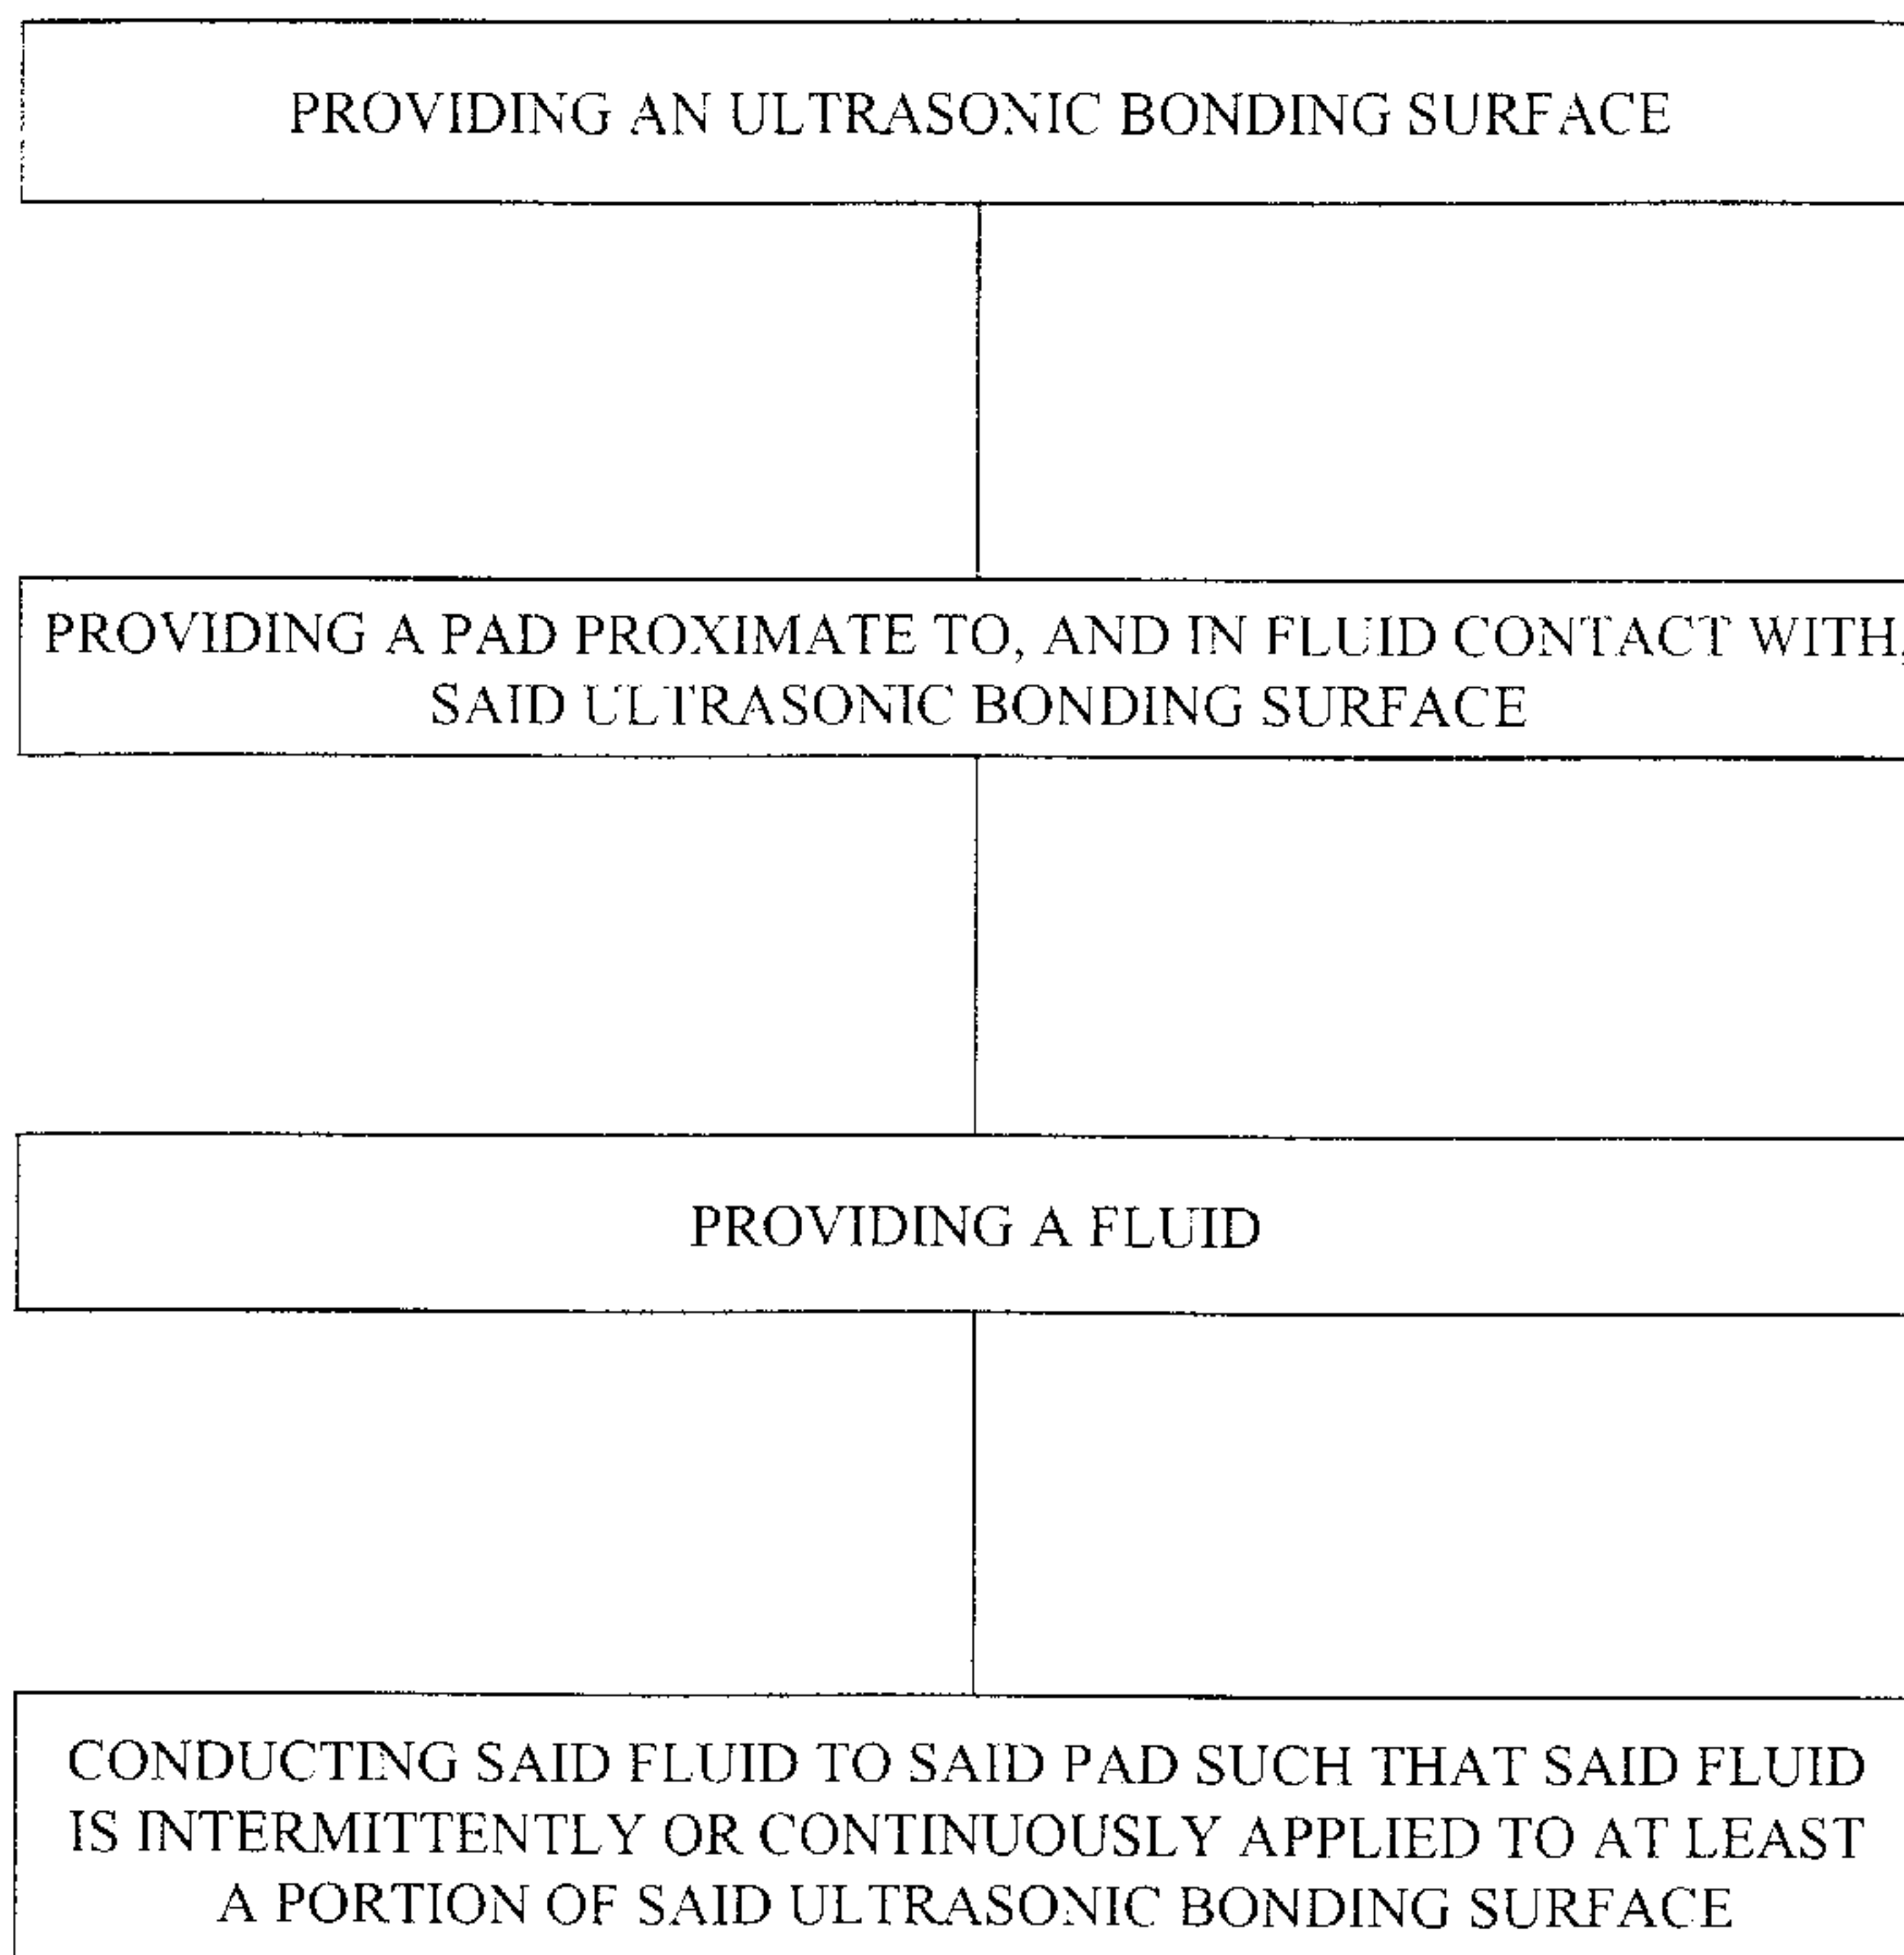 PROVIDING AN ULTRASONIC BONDING SURFACE
PROVIDING A PAD PROXIMATE TO, AND IN FLUID CONTACT WITH,
SAID ULTRASONIC BONDING SURFACE
PROVIDING A FLUID
CONDUCTING SAID FLUID TO SAID PAD SUCH THAT SAID FLUID
IS INTERMITTENTLY OR CONTINUOUSLY APPLIED TO AT LEAST
A PORTION OF SAID ULTRASONIC BONDING SURFACE